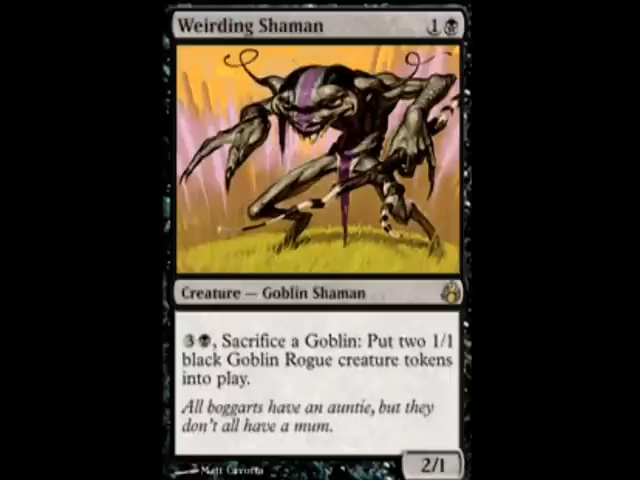 Weirding Shaman 1
Creature — Goblin Shaman
3, Sacrifice a Goblin: Put two 1/1
black Goblin Rogue creature tokens
into play.
All boggarts have an auntie, but they
don't all have a mum.
2/1
Matt Cavotta